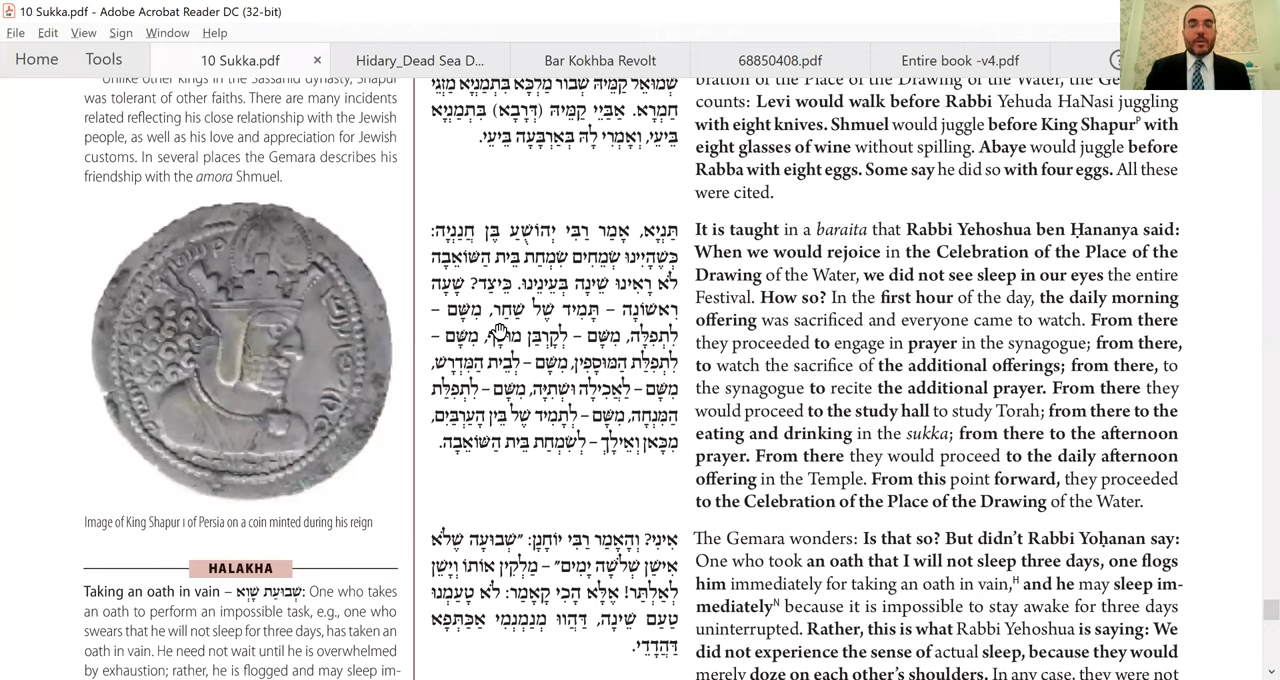 10 Sukka.pdf - Adobe Acrobat Reader DC (32-bit)
File Edit View Sign Window Help
Home Tools 10 Sukka.pdf × Hidary_Dead Sea D... Bar Kokhba Revolt 68850408.pdf Entire book -v4.pdf
Unlike other kings in the Sassanid dynasty, Shapur
was tolerant of other faiths. There are many incidents
related reflecting his close relationship with the Jewish
people, as well as his love and appreciation for Jewish
customs. In several places the Gemara describes his
friendship with the amora Shmuel.
Image of King Shapur I of Persia on a coin minted during his reign
HALAKHA
Taking an oath in vain – שְׁבוּעַת שָׁוְא: One who takes
an oath to perform an impossible task, e.g., one who
swears that he will not sleep for three days, has taken an
oath in vain. He need not wait until he is overwhelmed
by exhaustion; rather, he is flogged and may sleep im-
שְׁמוּאֵל קַמֵּיהּ שַׁבּוּר מַלְכָּא בִּתְמַנְיָא מְזָגֵי
חַמְרָא. אַבַּיֵי קַמֵּיהּ (דְּרָבָא) בִּתְמַנְיָא
בֵּיעֵי, וְאָמְרִי לַהּ בְּאַרְבָּעָה בֵּיעֵי.
תַּנְיָא, אָמַר רַבִּי יְהוֹשֻׁעַ בֶּן חֲנַנְיָה:
כְּשֶׁהָיִינוּ שְׂמֵחִים שִׂמְחַת בֵּית הַשּׁוֹאֵבָה
לֹא רָאִינוּ שֵׁינָה בְּעֵינֵינוּ. כֵּיצַד? שָׁעָה
רִאשׁוֹנָה – תָּמִיד שֶׁל שַׁחַר, מִשָּׁם –
לִתְפִלָּה, מִשָּׁם – לְקׇרְבַּן מוּסָף, מִשָּׁם –
לִתְפִלַּת הַמּוּסָפִין, מִשָּׁם – לְבֵית הַמִּדְרָשׁ,
מִשָּׁם – לַאֲכִילָה וּשְׁתִיָּה, מִשָּׁם – לִתְפִלַּת
הַמִּנְחָה, מִשָּׁם – לְתָמִיד שֶׁל בֵּין הָעַרְבַּיִם,
מִכָּאן וְאֵילָךְ – לְשִׂמְחַת בֵּית הַשּׁוֹאֵבָה.
אִינִי? וְהָאָמַר רַבִּי יוֹחָנָן: ״שְׁבוּעָה שֶׁלֹּא
אִישַׁן שְׁלֹשָׁה יָמִים״ – מַלְקִין אוֹתוֹ וְיָשֵׁן
לְאַלְתַּר! אֶלָּא הָכִי קָאָמַר: לֹא טָעַמְנוּ
טַעַם שֵׁינָה, דַּהֲווֹ מְנַמְנְמִי אַכַּתְפָא
דַּהֲדָדֵי.
bration of the Place of the Drawing of the Water, the Ge
counts: Levi would walk before Rabbi Yehuda HaNasi juggling
with eight knives. Shmuel would juggle before King Shapurᴾ with
eight glasses of wine without spilling. Abaye would juggle before
Rabba with eight eggs. Some say he did so with four eggs. All these
were cited.
It is taught in a baraita that Rabbi Yehoshua ben Ḥananya said:
When we would rejoice in the Celebration of the Place of the
Drawing of the Water, we did not see sleep in our eyes the entire
Festival. How so? In the first hour of the day, the daily morning
offering was sacrificed and everyone came to watch. From there
they proceeded to engage in prayer in the synagogue; from there,
to watch the sacrifice of the additional offerings; from there, to
the synagogue to recite the additional prayer. From there they
would proceed to the study hall to study Torah; from there to the
eating and drinking in the sukka; from there to the afternoon
prayer. From there they would proceed to the daily afternoon
offering in the Temple. From this point forward, they proceeded
to the Celebration of the Place of the Drawing of the Water.
The Gemara wonders: Is that so? But didn't Rabbi Yoḥanan say:
One who took an oath that I will not sleep three days, one flogs
him immediately for taking an oath in vain,ᴴ and he may sleep im-
mediatelyᴺ because it is impossible to stay awake for three days
uninterrupted. Rather, this is what Rabbi Yehoshua is saying: We
did not experience the sense of actual sleep, because they would
merely doze on each other's shoulders. In any case, they were not